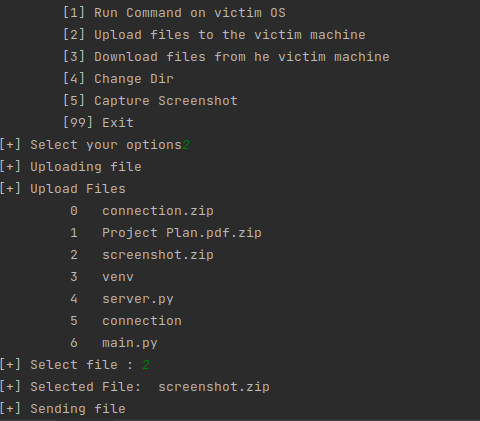 [1] Run Command on victim OS
[2] Upload files to the victim machine
[3] Download files from he victim machine
[4] Change Dir
[5] Capture Screenshot
[99] Exit
[+] Select your options2
[+] Uploading file
[+] Upload Files
0 connection.zip
1 Project Plan.pdf.zip
2 screenshot.zip
3 venv
4 server.py
5 connection
6 main.py
[+] Select file : 2
[+] Selected File:  screenshot.zip
[+] Sending file